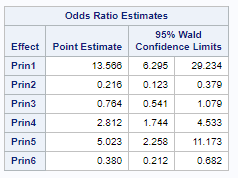 Odds Ratio Estimates
Effect Point Estimate 95% Wald Confidence Limits
Prin1 13.566 6.295 29.234
Prin2 0.216 0.123 0.379
Prin3 0.764 0.541 1.079
Prin4 2.812 1.744 4.533
Prin5 5.023 2.258 11.173
Prin6 0.380 0.212 0.682